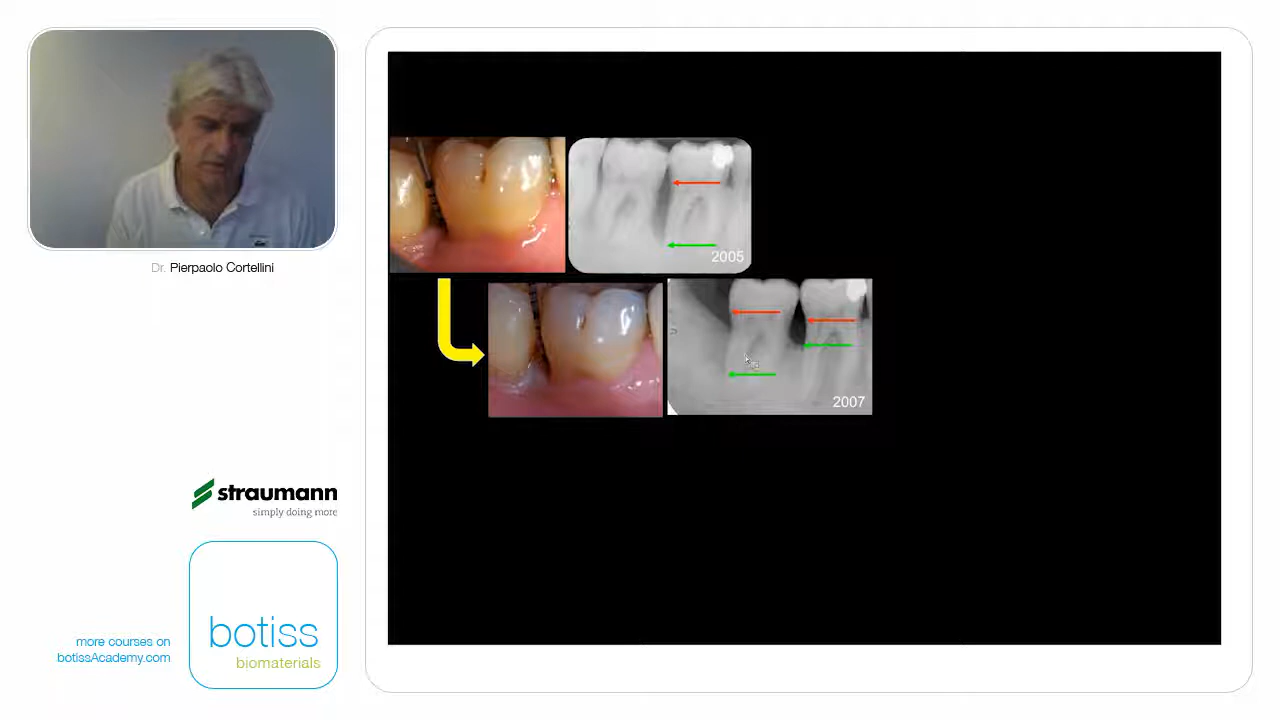 Dr. Pierpaolo Cortellini
2005
2007
straumann
simply doing more
botiss
biomaterials
more courses on
botissAcademy.com